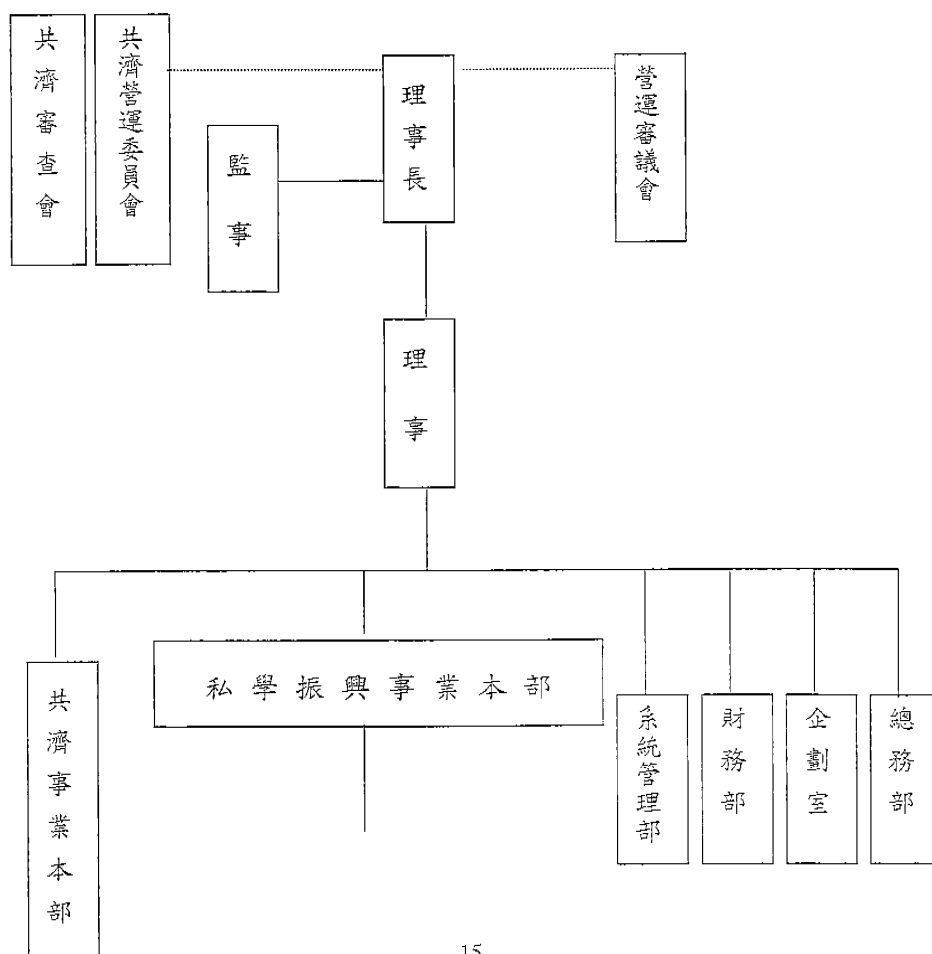 共濟審查會
共濟營運委員會
監事
理事長
營運審議會
理事
共濟事業本部
私學振興事業本部
系統管理部
財務部
企劃室
總務部
15